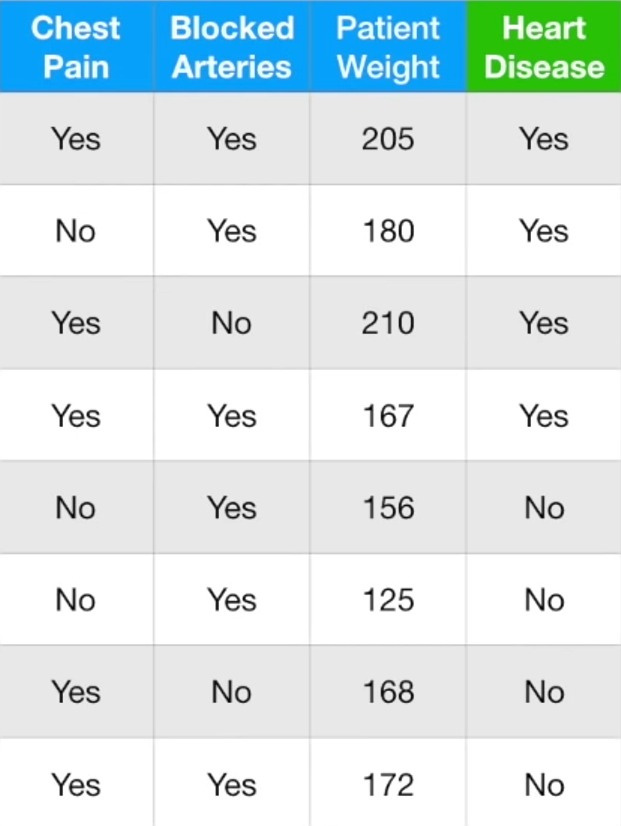 Chest Pain | Blocked Arteries | Patient Weight | Heart Disease
Yes | Yes | 205 | Yes
No | Yes | 180 | Yes
Yes | No | 210 | Yes
Yes | Yes | 167 | Yes
No | Yes | 156 | No
No | Yes | 125 | No
Yes | No | 168 | No
Yes | Yes | 172 | No